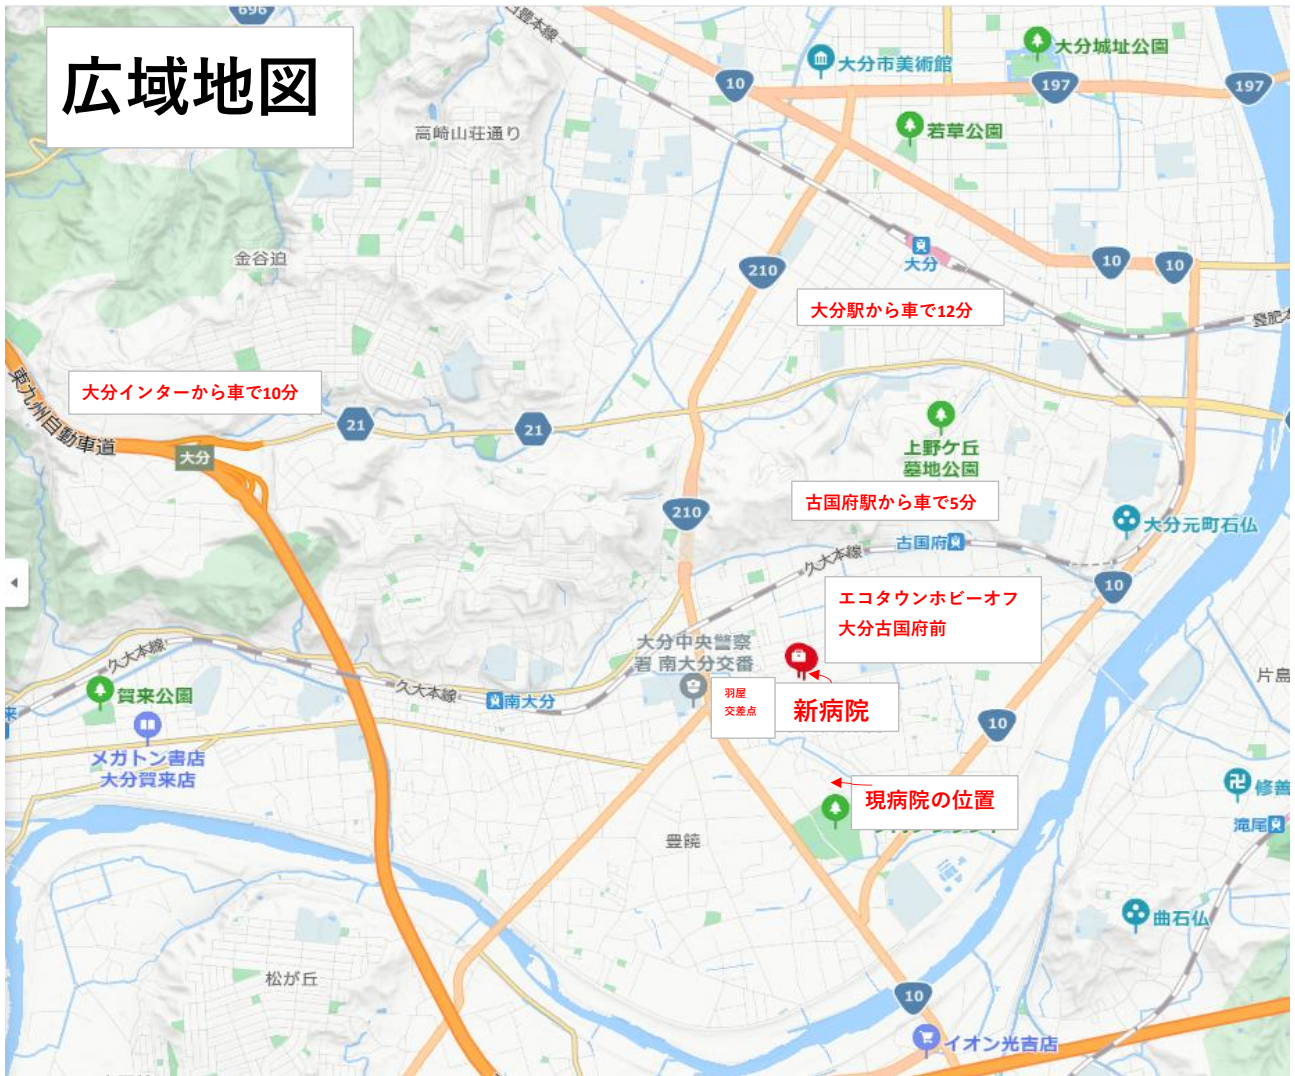 696
広域地図
日豊本線
大分城址公園
大分市美術館
10
197
197
若草公園
高崎山荘通り
金谷迫
大分
210
10
10
大分駅から車で12分
豊肥本
東九州自動車道
大分インターから車で10分
21
21
大分
上野ケ丘
墓地公園
古国府駅から車で5分
210
大分元町石仏
古国府
久大本線
10
エコタウンホビーオフ
大分古国府前
大分中央警察
署 南大分交番
久大本線
久大本線
賀来公園
南大分
羽屋
交差点
新病院
片島
来
10
メガトン書店
大分賀来店
現病院の位置
修善
滝尾
豊饒
曲石仏
松が丘
10
イオン光吉店